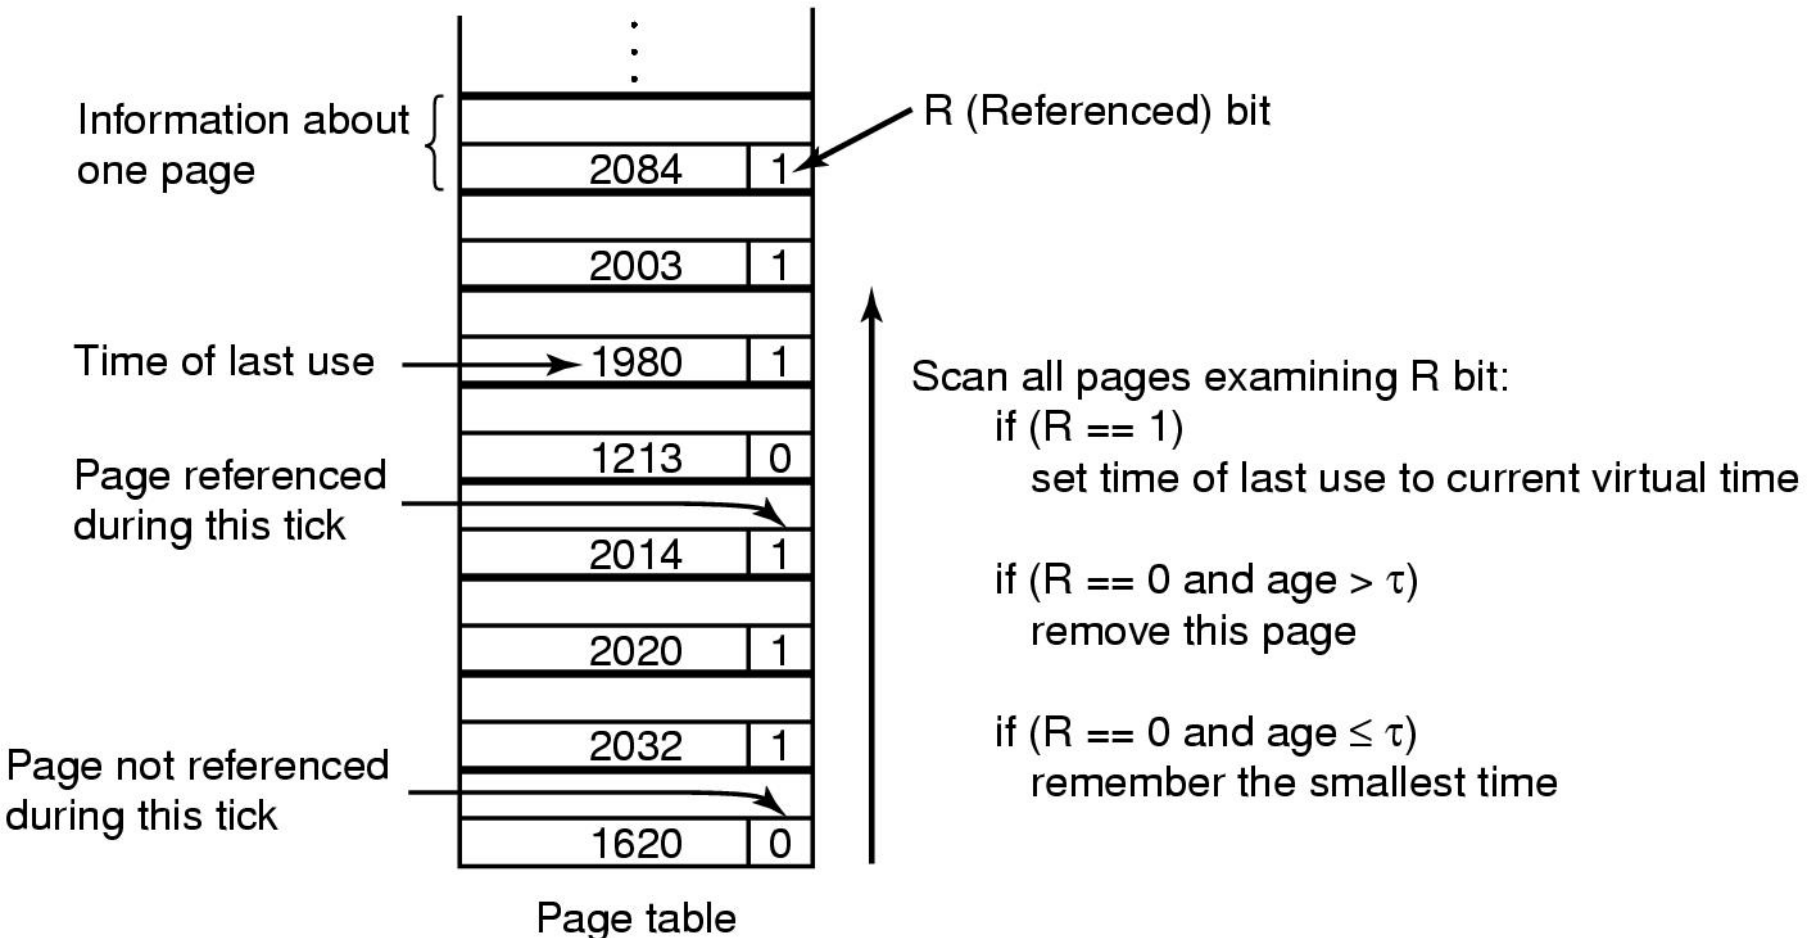 Information about
one page
R (Referenced) bit
2084 1
2003 1
Time of last use
1980 1
Scan all pages examining R bit:
if (R == 1)
set time of last use to current virtual time
1213 0
Page referenced
during this tick
2014 1
if (R == 0 and age > τ)
remove this page
2020 1
if (R == 0 and age ≤ τ)
remember the smallest time
2032 1
Page not referenced
during this tick
1620 0
Page table